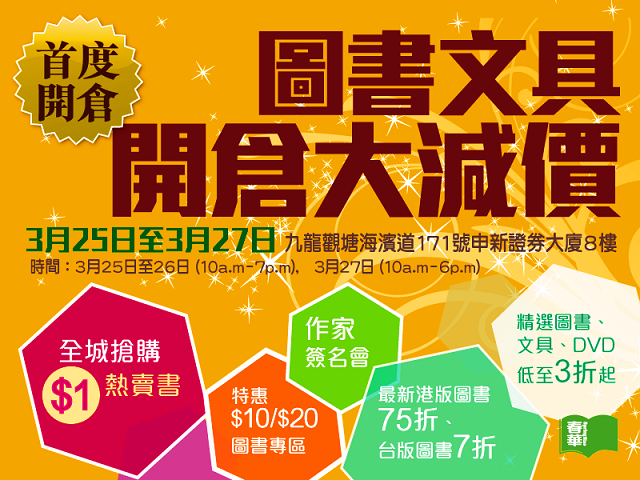 首度
開倉
圖書文具
開倉大減價
3月25日至3月27日 九龍觀塘海濱道171號申新證券大廈8樓
時間：3月25日至26日 (10a.m-7p.m), 3月27日 (10a.m-6p.m)
全城搶購
$1 熱賣書
特惠
$10/$20
圖書專區
作家
簽名會
最新港版圖書
75折、
台版圖書7折
精選圖書、
文具、DVD
低至3折起
春華